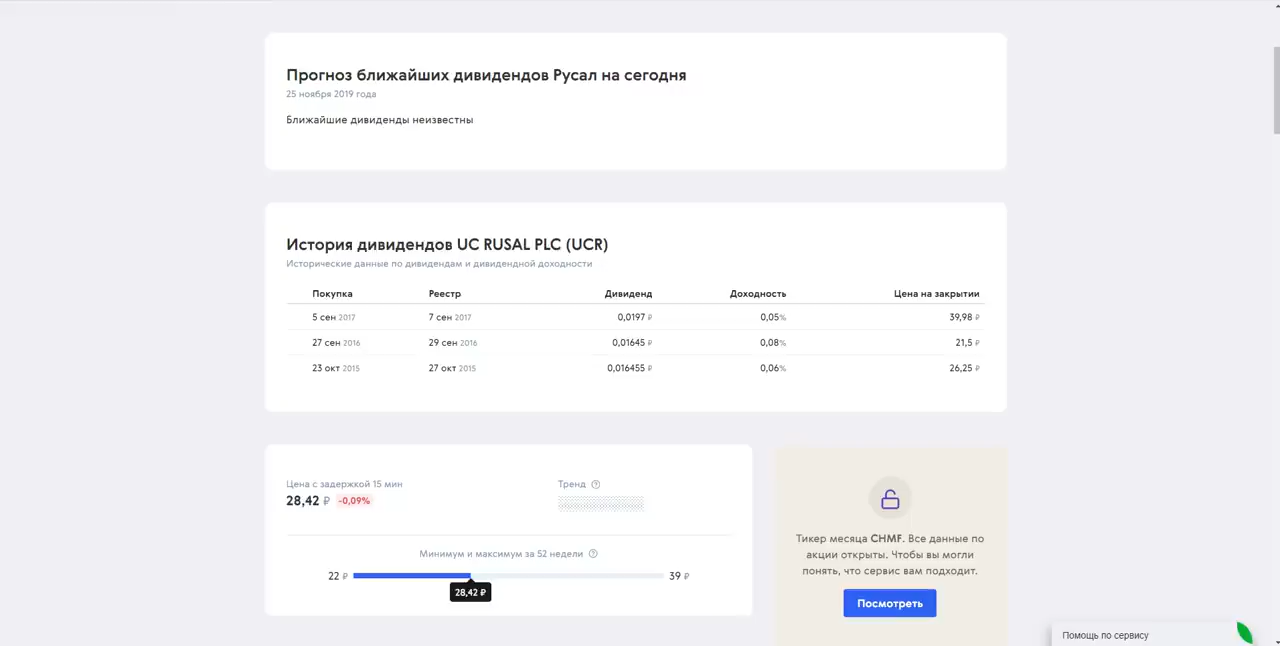 Прогноз ближайших дивидендов Русал на сегодня
25 ноября 2019 года
Ближайшие дивиденды неизвестны
История дивидендов UC RUSAL PLC (UCR)
Исторические данные по дивидендам и дивидендной доходности
Покупка Реестр Дивиденд Доходность Цена на закрытии
5 сен 2017 7 сен 2017 0,0197 ₽ 0,05% 39,98 ₽
27 сен 2016 29 сен 2016 0,01645 ₽ 0,08% 21,5 ₽
23 окт 2015 27 окт 2015 0,016455 ₽ 0,06% 26,25 ₽
Цена с задержкой 15 мин
28,42 ₽ -0,09%
Тренд ?
Минимум и максимум за 52 недели ?
22 ₽ 39 ₽
28,42 ₽
Тикер месяца CHMF. Все данные по
акции открыты. Чтобы вы могли
понять, что сервис вам подходит.
Посмотреть
Помощь по сервису